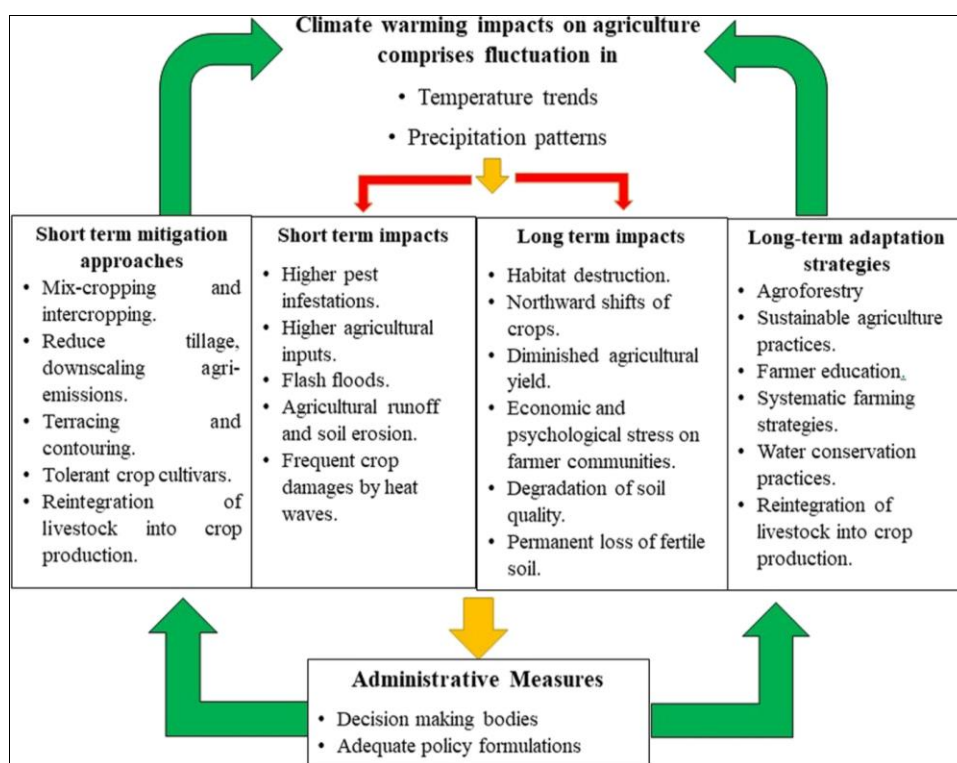 Climate warming impacts on agriculture
comprises fluctuation in
• Temperature trends
• Precipitation patterns
Short term mitigation
approaches
• Mix-cropping and
intercropping.
• Reduce tillage,
downscaling agri-
emissions.
• Terracing and
contouring.
• Tolerant crop cultivars.
• Reintegration of
livestock into crop
production.
Short term impacts
• Higher pest
infestations.
• Higher agricultural
inputs.
• Flash floods.
• Agricultural runoff
and soil erosion.
• Frequent crop
damages by heat
waves.
Long term impacts
• Habitat destruction.
• Northward shifts of
crops.
• Diminished agricultural
yield.
• Economic and
psychological stress on
farmer communities.
• Degradation of soil
quality.
• Permanent loss of fertile
soil.
Long-term adaptation
strategies
• Agroforestry
• Sustainable agriculture
practices.
• Farmer education.
• Systematic farming
strategies.
• Water conservation
practices.
• Reintegration of
livestock into crop
production.
Administrative Measures
• Decision making bodies
• Adequate policy formulations